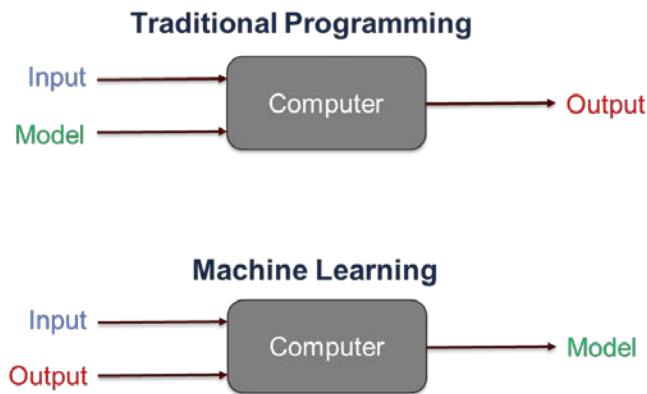 Traditional Programming
Input
Computer
Output
Model
Machine Learning
Input
Computer
Model
Output